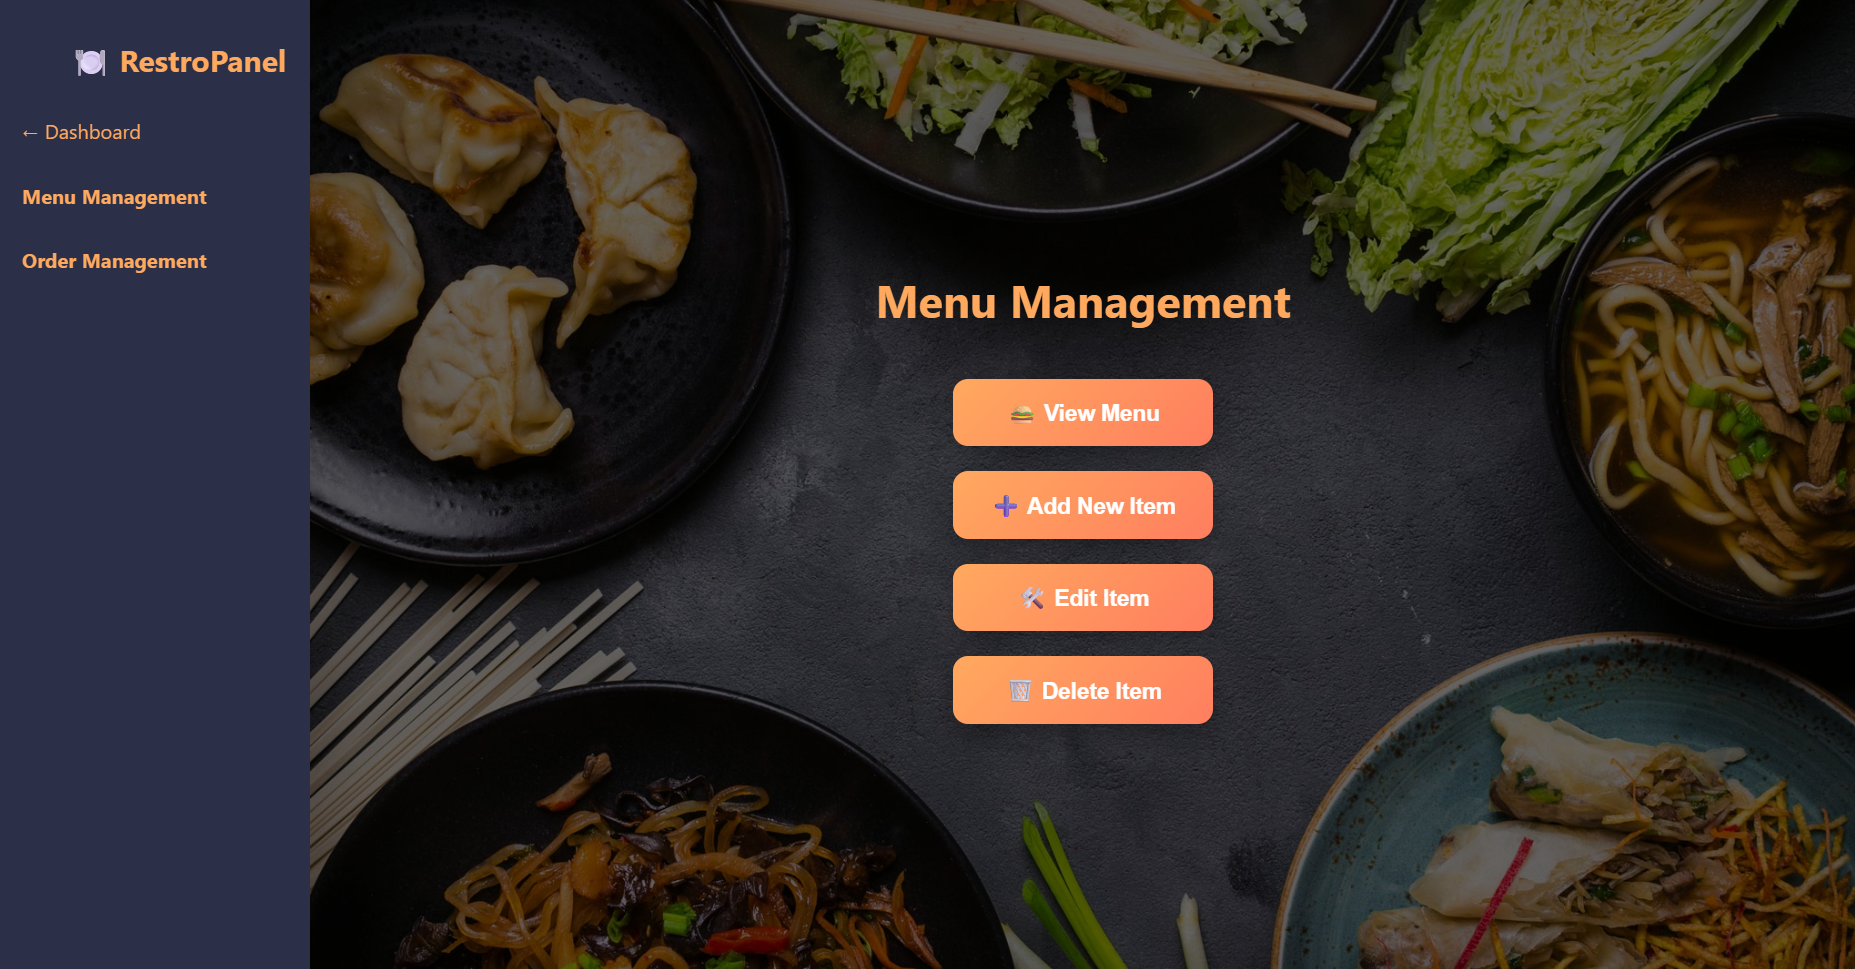 RestroPanel
← Dashboard
Menu Management
Order Management
Menu Management
View Menu
Add New Item
Edit Item
Delete Item